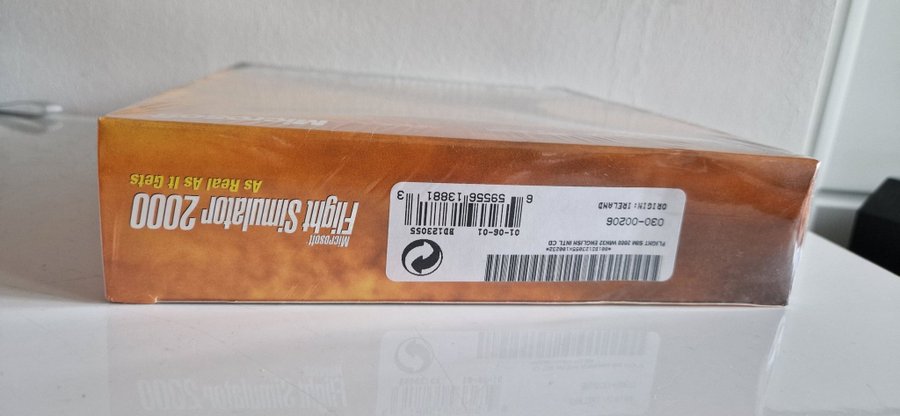 Microsoft
Flight Simulator 2000
As Real As It Gets
FLIGHT SIM 2000 WIN32 ENGLISH INTL CD
030-00206
ORIGIN: IRELAND
01-06-01
BD123055
6 59556 13881 3